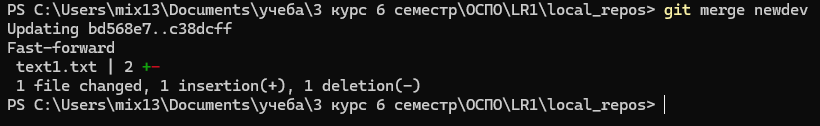 PS C:\Users\mix13\Documents\учеба\3 курс 6 семестр\ОСПО\LR1\local_repos> git merge newdev
Updating bd568e7..c38dcff
Fast-forward
 text1.txt | 2 +-
 1 file changed, 1 insertion(+), 1 deletion(-)
PS C:\Users\mix13\Documents\учеба\3 курс 6 семестр\ОСПО\LR1\local_repos>